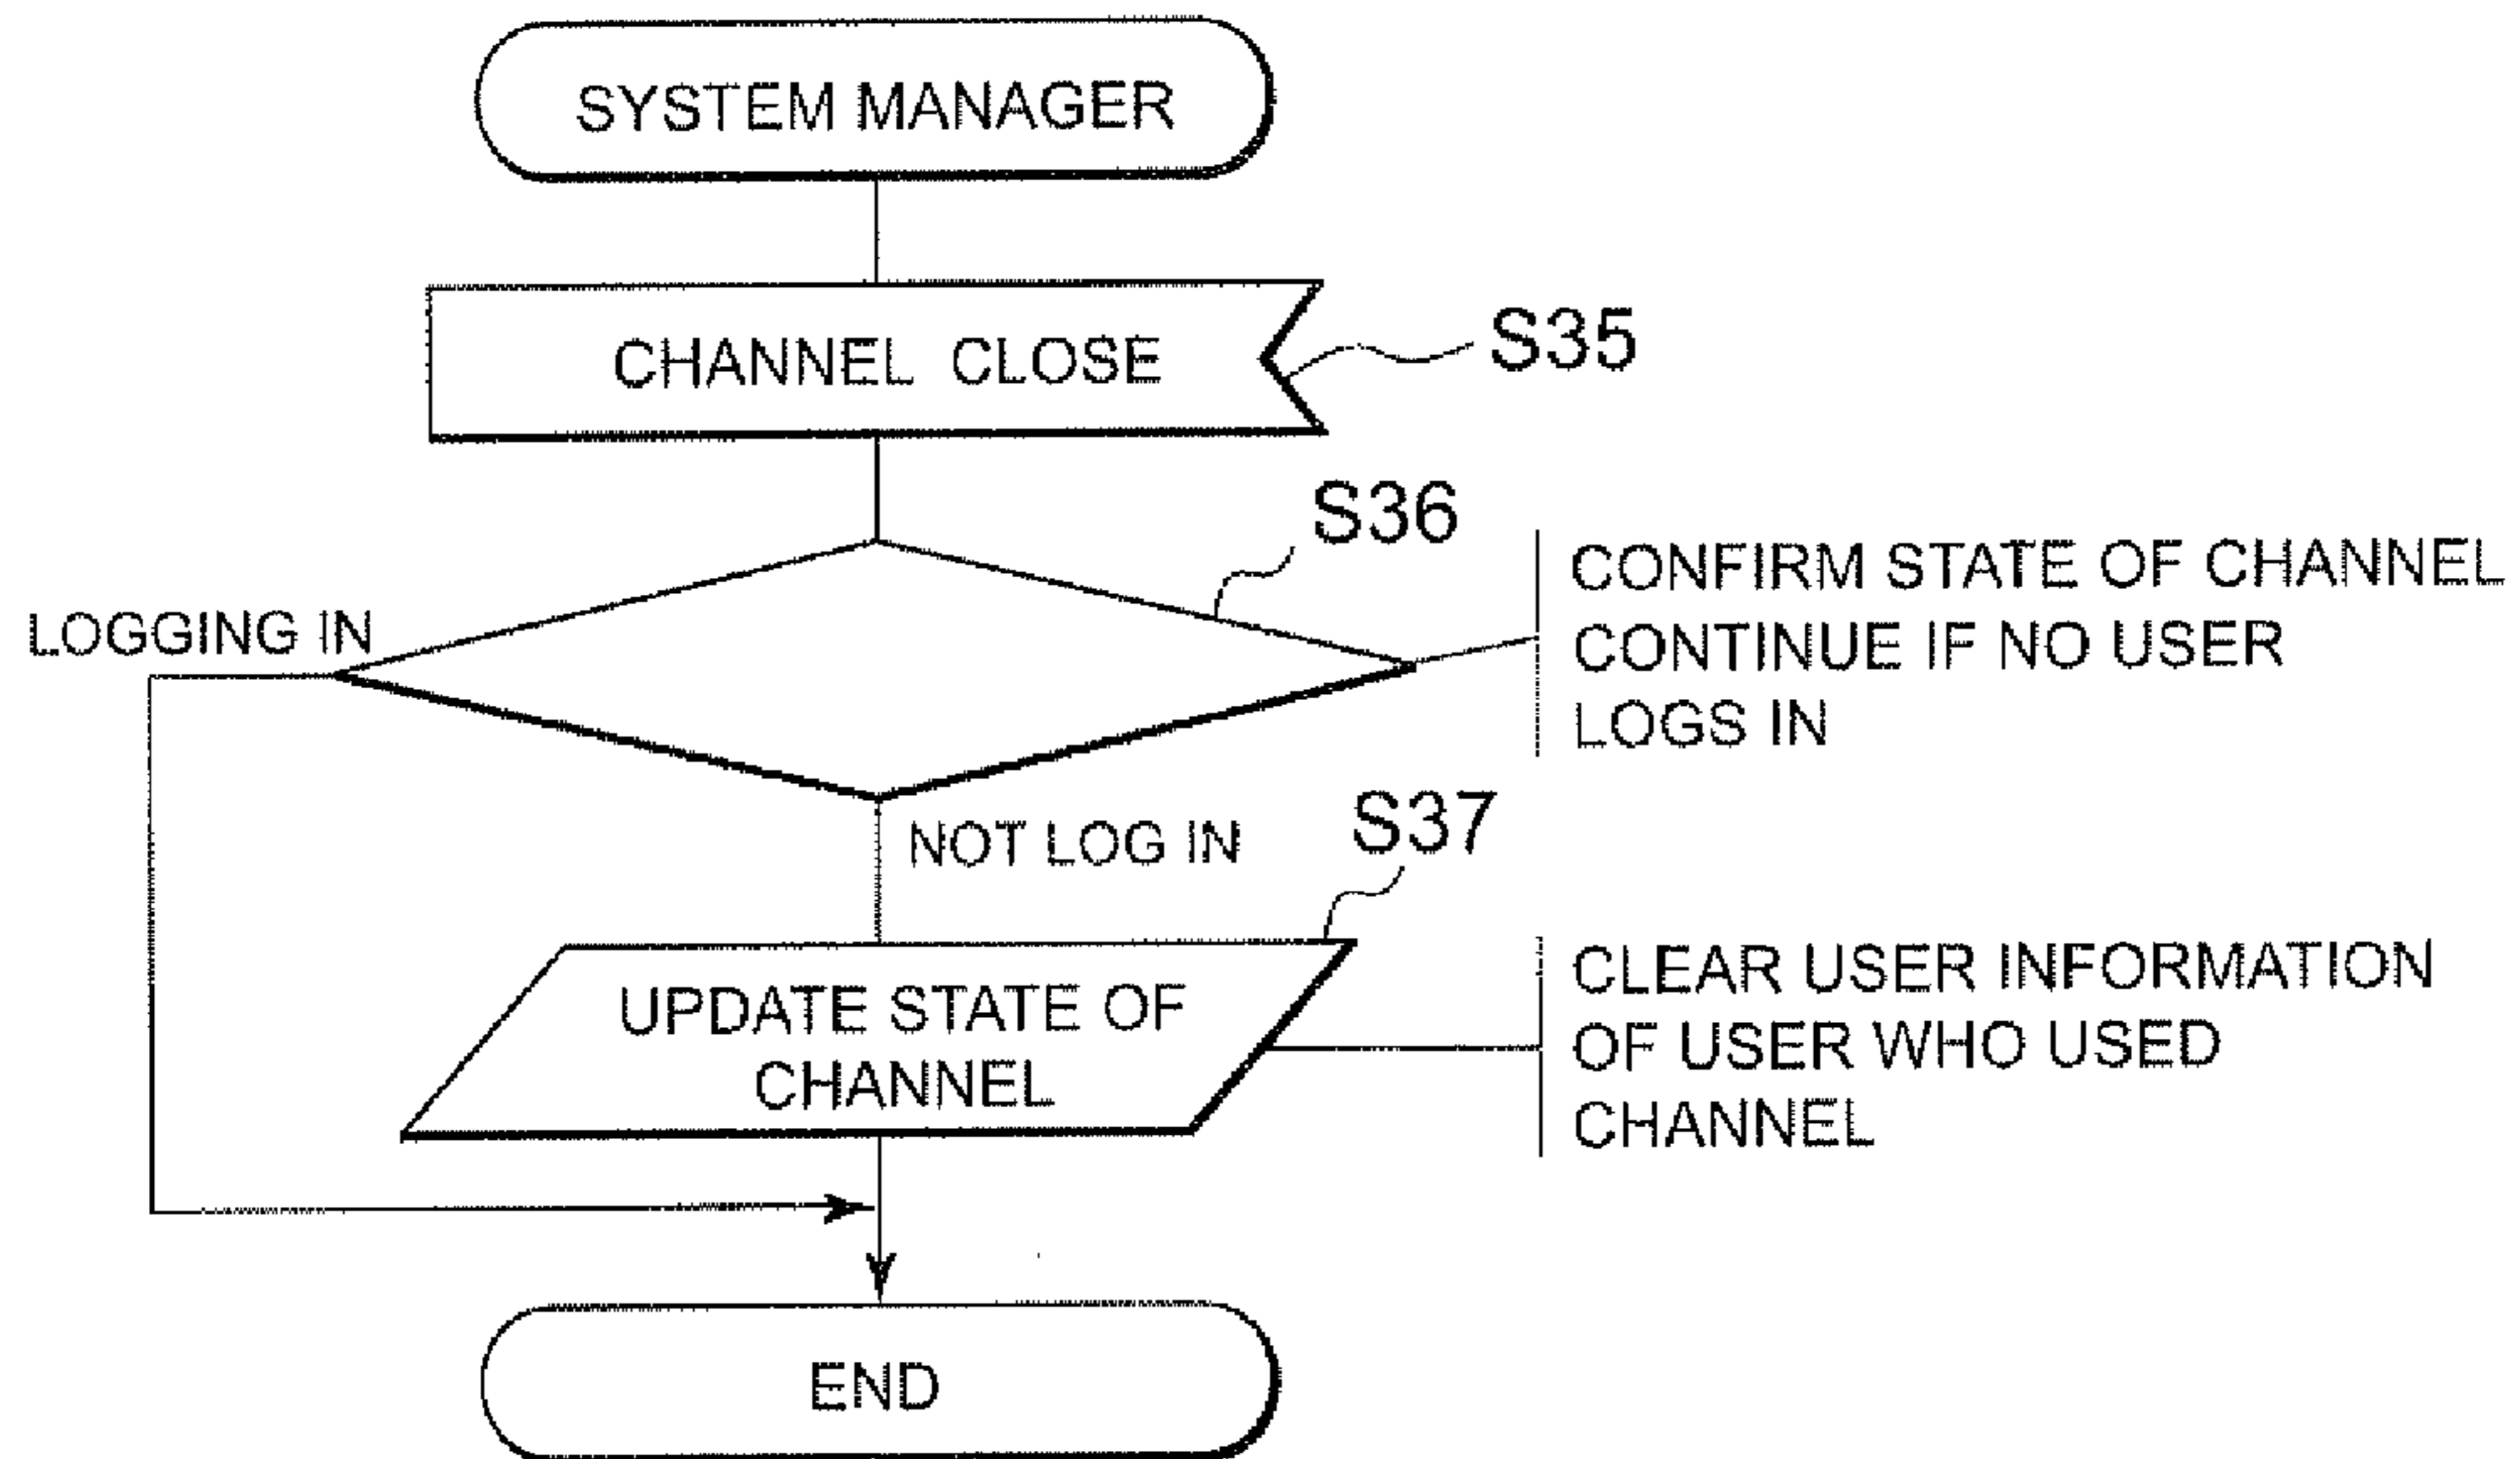 SYSTEM MANAGER
CHANNEL CLOSE
S35
S36
CONFIRM STATE OF CHANNEL
CONTINUE IF NO USER
LOGS IN
LOGGING IN
NOT LOG IN
S37
UPDATE STATE OF
CHANNEL
CLEAR USER INFORMATION
OF USER WHO USED
CHANNEL
END